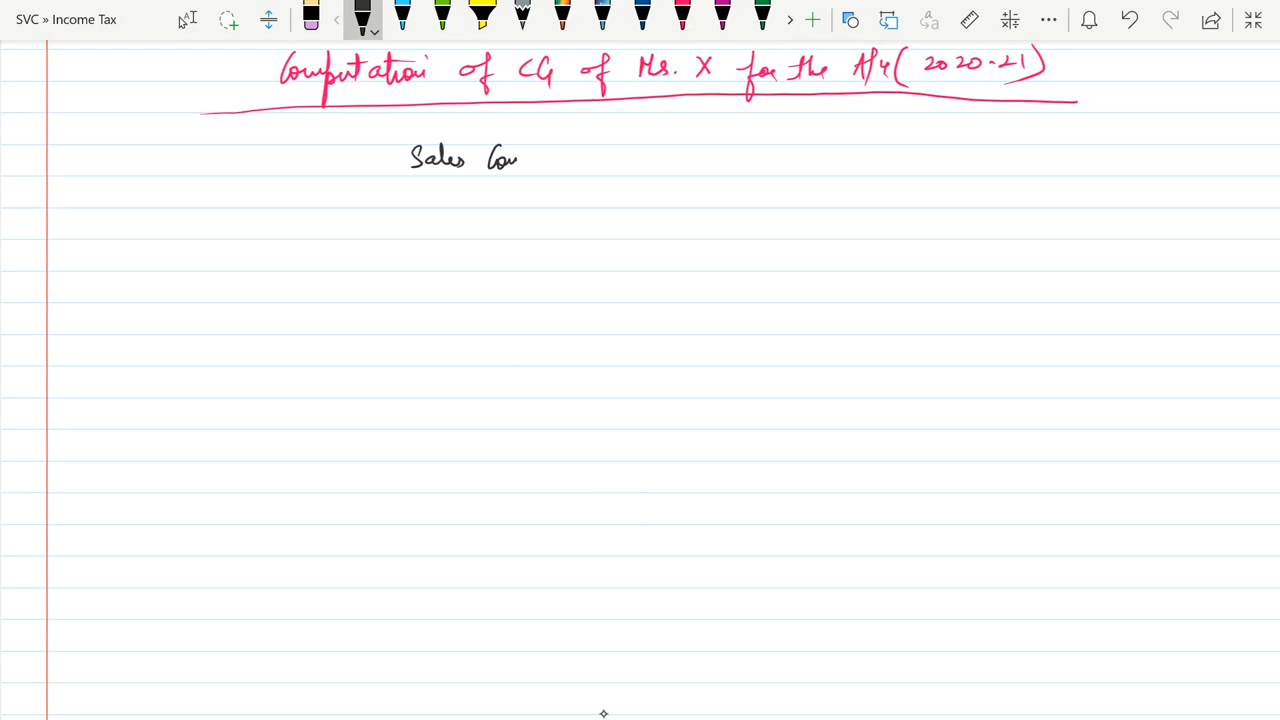 SVC » Income Tax
Computation of CG of Mr. X for the A/y (2020-21)
Sales Con